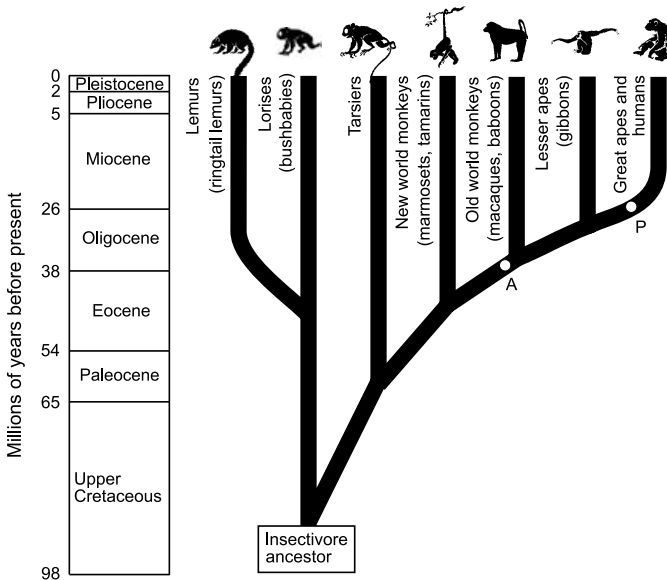 Millions of years before present
0
2
5
26
38
54
65
98
Pleistocene
Pliocene
Miocene
Oligocene
Eocene
Paleocene
Upper
Cretaceous
Lemurs
(ringtail lemurs)
Lorises
(bushbabies)
Tarsiers
New world monkeys
(marmosets, tamarins)
Old world monkeys
(macaques, baboons)
Lesser apes
(gibbons)
Great apes and
humans
P
A
Insectivore
ancestor